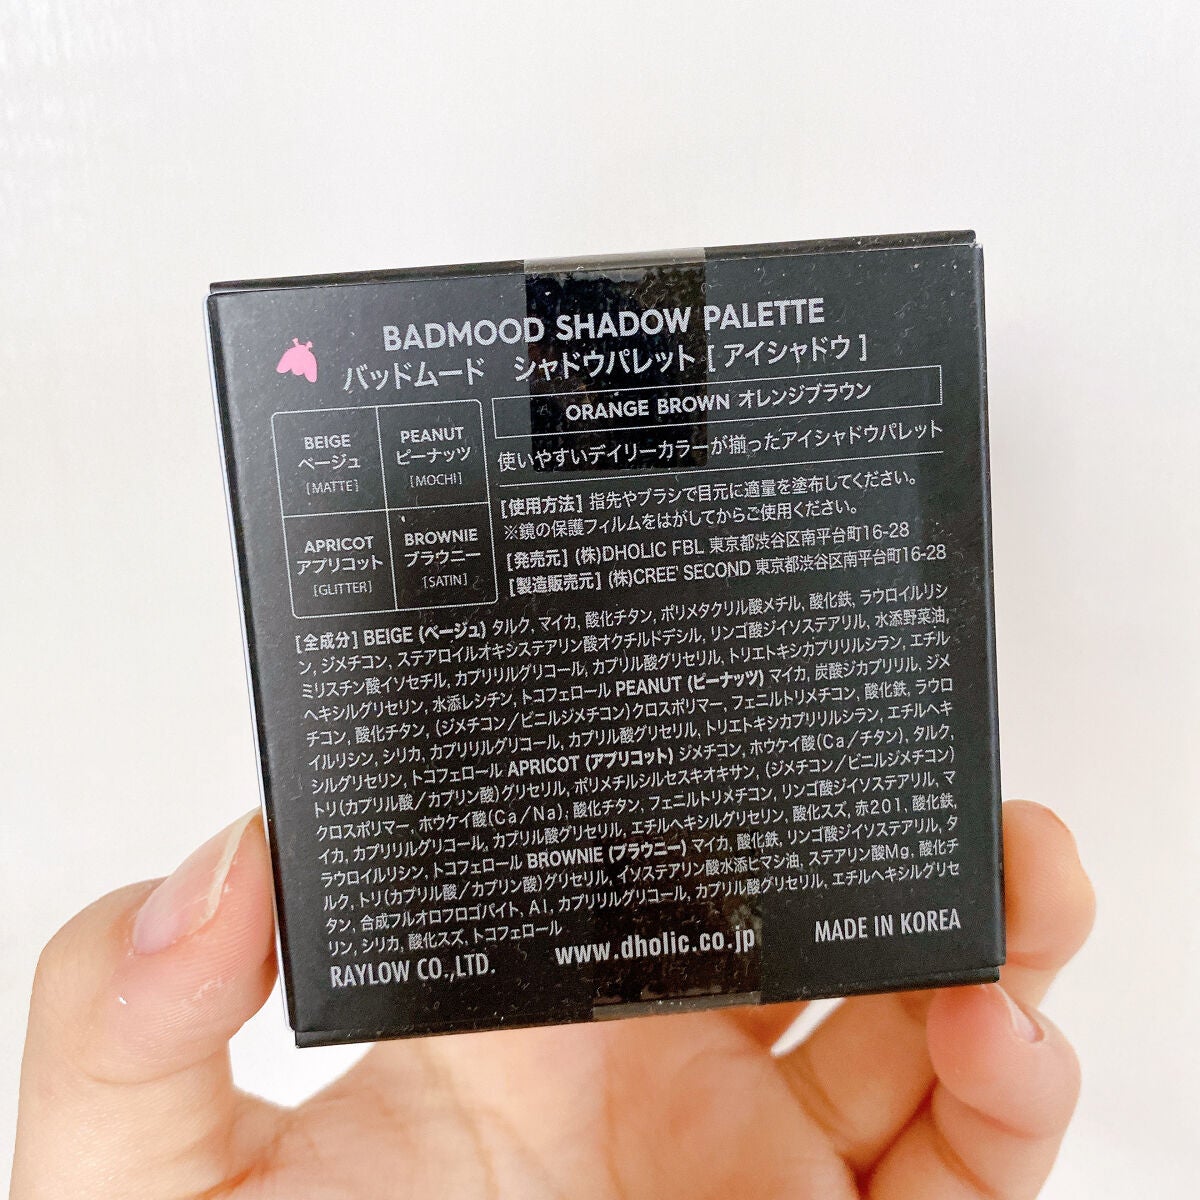 BADMOOD SHADOW PALETTE
バッドムード シャドウパレット [ アイシャドウ ]
BEIGE
ベージュ
[MATTE]
PEANUT
ピーナッツ
[MOCHI]
APRICOT
アプリコット
[GLITTER]
BROWNIE
ブラウニー
[SATIN]
ORANGE BROWN オレンジブラウン
使いやすいデイリーカラーが揃ったアイシャドウパレット
[使用方法] 指先やブラシで目元に適量を塗布してください。
※鏡の保護フィルムをはがしてからご使用ください。
[発売元] (株)DHOLIC FBL 東京都渋谷区南平台町16-28
[製造販売元] (株)CREE' SECOND 東京都渋谷区南平台町16-28
[全成分] BEIGE (ベージュ) タルク, マイカ, 酸化チタン, ポリメタクリル酸メチル, 酸化鉄, ラウロイルリシ
ン, ジメチコン, ステアロイルオキシステアリン酸オクチルドデシル, リンゴ酸ジイソステアリル, 水添野菜油,
ミリスチン酸イソセチル, カプリリルグリコール, カプリル酸グリセリル, トリエトキシカプリリルシラン, エチル
ヘキシルグリセリン, 水添レシチン, トコフェロール PEANUT (ピーナッツ) マイカ, 炭酸ジカプリリル, ジメ
チコン, 酸化チタン, (ジメチコン/ビニルジメチコン)クロスポリマー, フェニルトリメチコン, 酸化鉄, ラウロ
イルリシン, シリカ, カプリリルグリコール, カプリル酸グリセリル, トリエトキシカプリリルシラン, エチルヘキ
シルグリセリン, トコフェロール APRICOT (アプリコット) ジメチコン, ホウケイ酸(Ca/チタン), タルク,
トリ(カプリル酸/カプリン酸)グリセリル, ポリメチルシルセスキオキサン, (ジメチコン/ビニルジメチコン)
クロスポリマー, ホウケイ酸(Ca/Na), 酸化チタン, フェニルトリメチコン, リンゴ酸ジイソステアリル, マ
イカ, カプリリルグリコール, カプリル酸グリセリル, エチルヘキシルグリセリン, 酸化スズ, 赤201, 酸化鉄,
ラウロイルリシン, トコフェロール BROWNIE (ブラウニー) マイカ, 酸化鉄, リンゴ酸ジイソステアリル, タ
ルク, トリ(カプリル酸/カプリン酸)グリセリル, イソステアリン酸水添ヒマシ油, ステアリン酸Mg, 酸化チ
タン, 合成フルオロフロゴパイト, Al, カプリリルグリコール, カプリル酸グリセリル, エチルヘキシルグリセ
リン, シリカ, 酸化スズ, トコフェロール
RAYLOW CO.,LTD. www.dholic.co.jp MADE IN KOREA